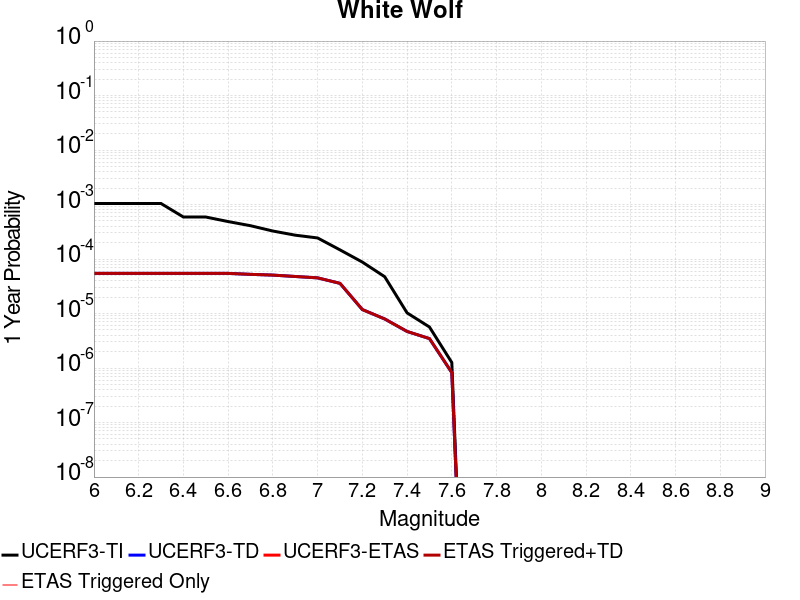 White Wolf
10^0
10^-1
10^-2
10^-3
10^-4
10^-5
10^-6
10^-7
10^-8
1 Year Probability
6 6.2 6.4 6.6 6.8 7 7.2 7.4 7.6 7.8 8 8.2 8.4 8.6 8.8 9
Magnitude
UCERF3-TI UCERF3-TD UCERF3-ETAS ETAS Triggered+TD
ETAS Triggered Only